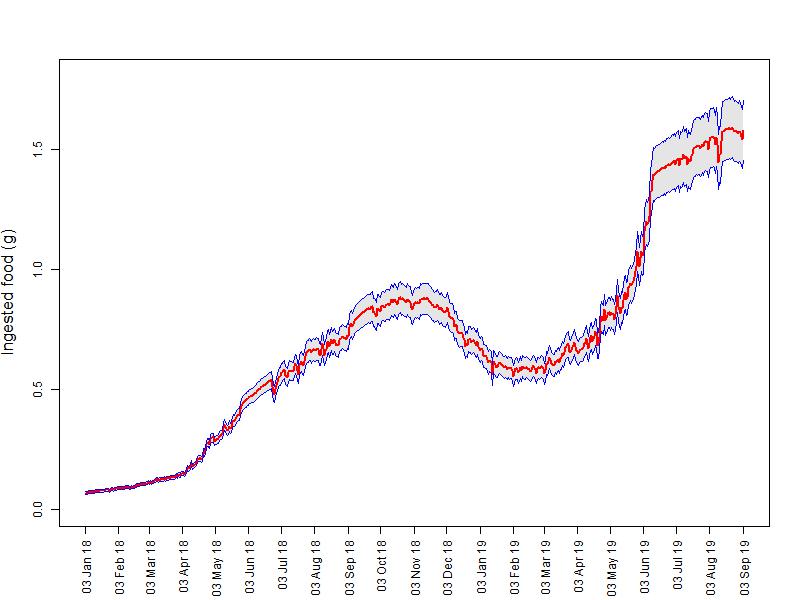 Ingested food (g)
1.5
1.0
0.5
0.0
03 Jan 18
03 Feb 18
03 Mar 18
03 Apr 18
03 May 18
03 Jun 18
03 Jul 18
03 Aug 18
03 Sep 18
03 Oct 18
03 Nov 18
03 Dec 18
03 Jan 19
03 Feb 19
03 Mar 19
03 Apr 19
03 May 19
03 Jun 19
03 Jul 19
03 Aug 19
03 Sep 19